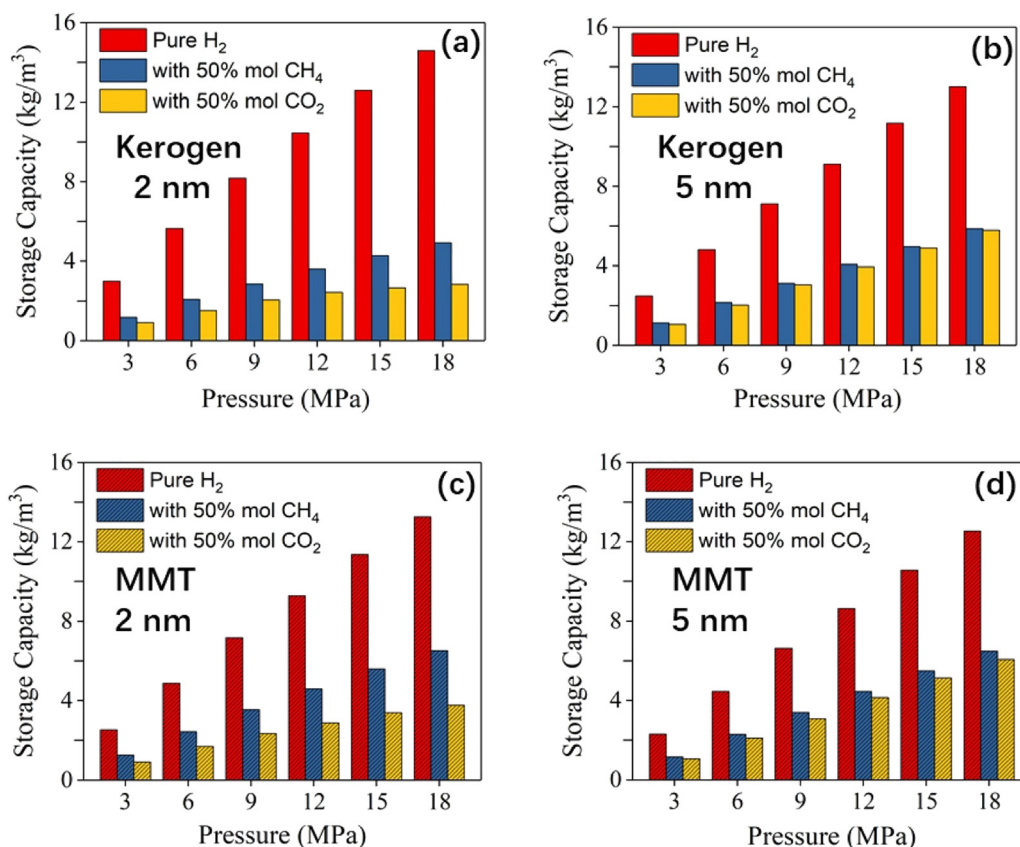 (a)
Pure H₂
with 50% mol CH₄
with 50% mol CO₂
Kerogen
2 nm
Storage Capacity (kg/m³)
16
12
8
4
0
3 6 9 12 15 18
Pressure (MPa)
(b)
Pure H₂
with 50% mol CH₄
with 50% mol CO₂
Kerogen
5 nm
Storage Capacity (kg/m³)
16
12
8
4
0
3 6 9 12 15 18
Pressure (MPa)
(c)
Pure H₂
with 50% mol CH₄
with 50% mol CO₂
MMT
2 nm
Storage Capacity (kg/m³)
16
12
8
4
0
3 6 9 12 15 18
Pressure (MPa)
(d)
Pure H₂
with 50% mol CH₄
with 50% mol CO₂
MMT
5 nm
Storage Capacity (kg/m³)
16
12
8
4
0
3 6 9 12 15 18
Pressure (MPa)